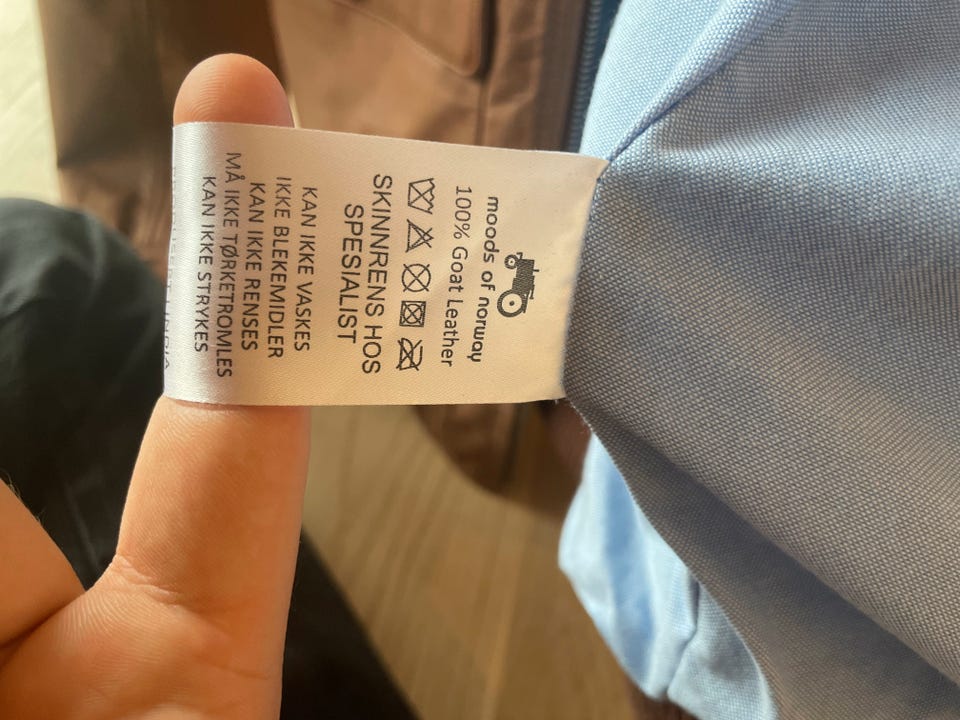 moods of norway
100% Goat Leather
SKINNRENS HOS
SPESIALIST
KAN IKKE VASKES
IKKE BLEKEMIDLER
KAN IKKE RENSES
MÅ IKKE TØRKETROMLES
KAN IKKE STRYKES